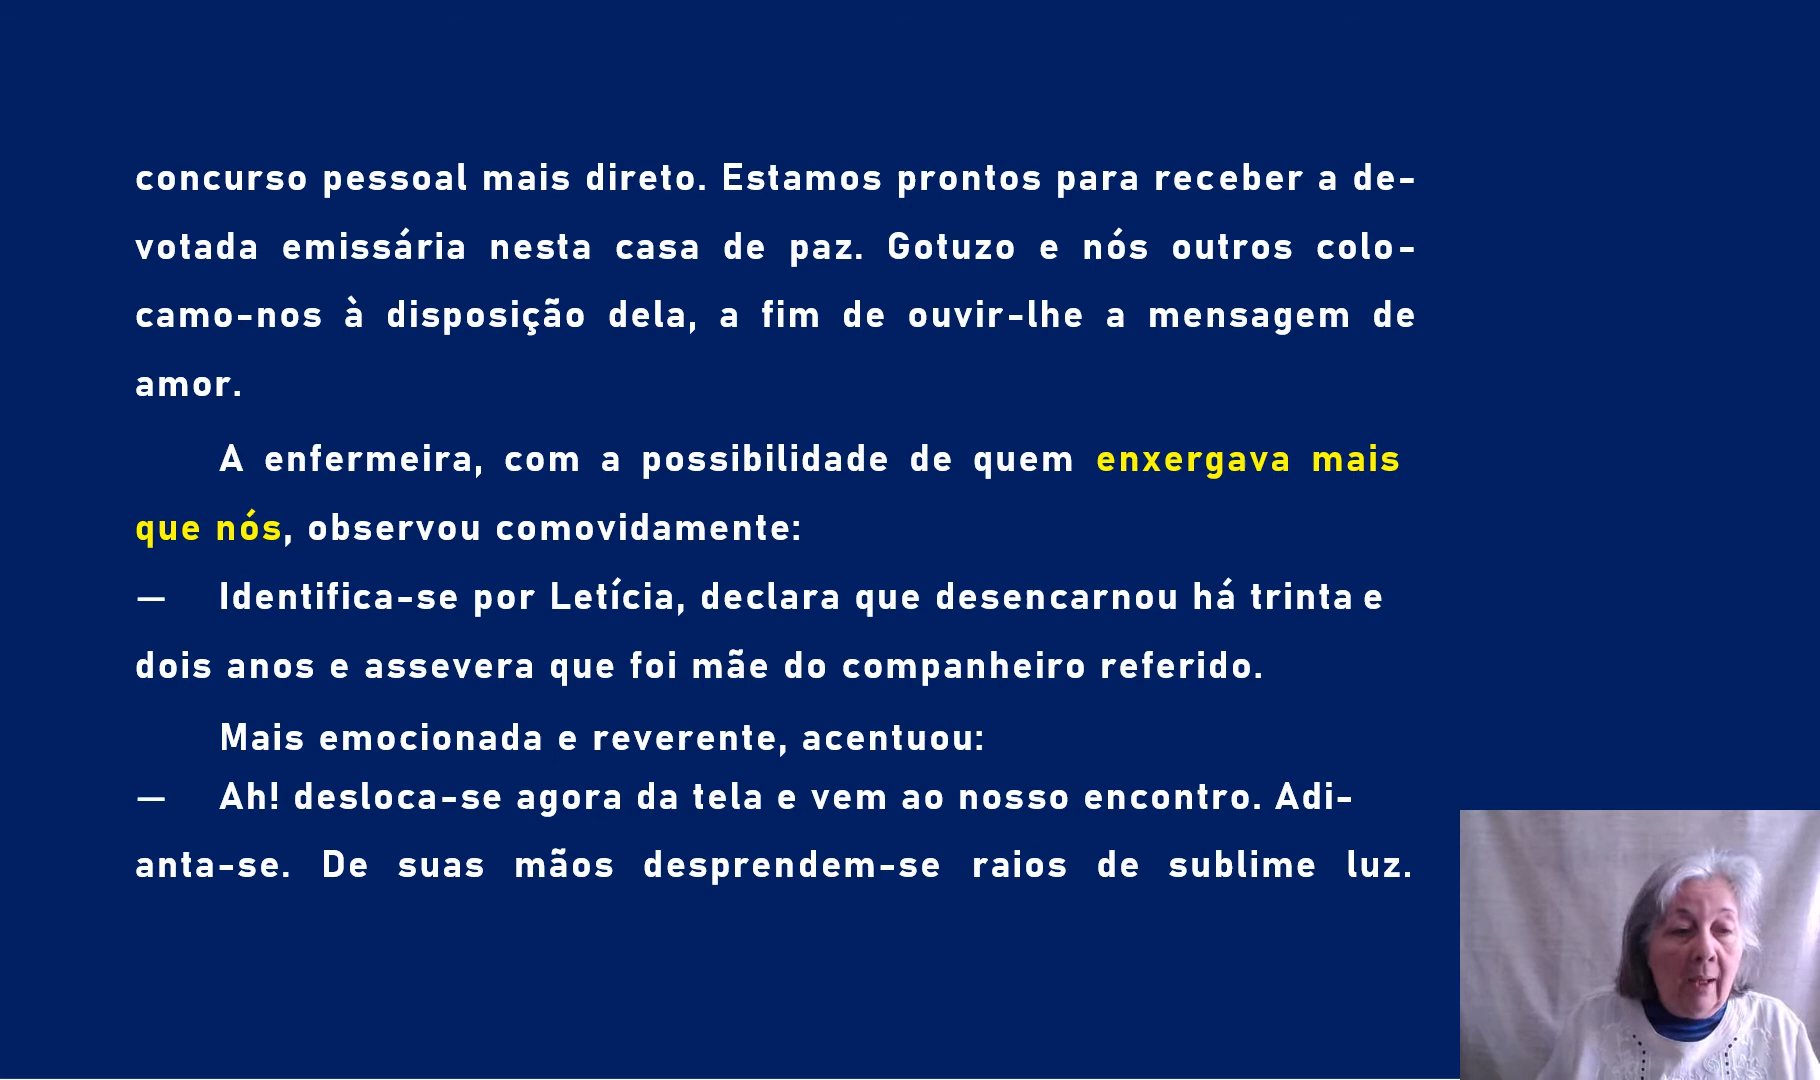 concurso pessoal mais direto. Estamos prontos para receber a de-
votada emissária nesta casa de paz. Gotuzo e nós outros colo-
camo-nos à disposição dela, a fim de ouvir-lhe a mensagem de
amor.
A enfermeira, com a possibilidade de quem enxergava mais
que nós, observou comovidamente:
— Identifica-se por Letícia, declara que desencarnou há trinta e
dois anos e assevera que foi mãe do companheiro referido.
Mais emocionada e reverente, acentuou:
— Ah! desloca-se agora da tela e vem ao nosso encontro. Adi-
anta-se. De suas mãos desprendem-se raios de sublime luz.